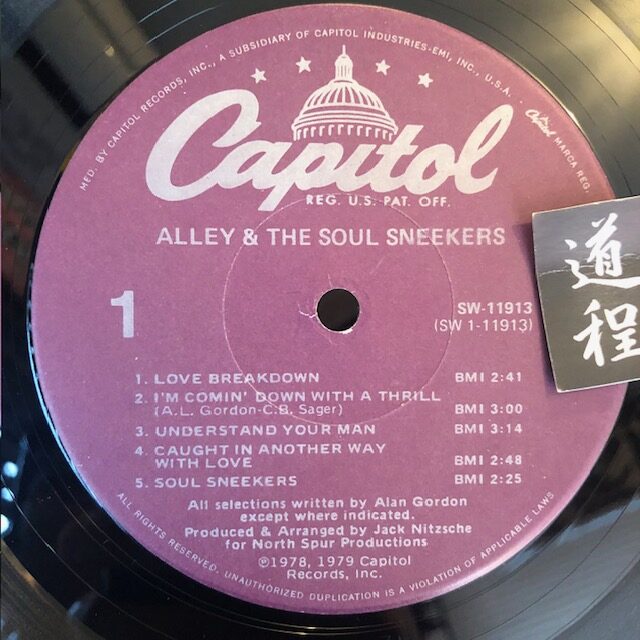 MFD. BY CAPITOL RECORDS, INC., A SUBSIDIARY OF CAPITOL INDUSTRIES-EMI, INC., U.S.A.
Capitol MARCA REG.
Capitol
REG. U.S. PAT. OFF.
ALLEY & THE SOUL SNEEKERS
道程
1
SW-11913
(SW 1-11913)
1. LOVE BREAKDOWN BMI 2:41
2. I'M COMIN' DOWN WITH A THRILL
(A.L. Gordon-C.B. Sager) BMI 3:00
3. UNDERSTAND YOUR MAN BMI 3:14
4. CAUGHT IN ANOTHER WAY
WITH LOVE BMI 2:48
5. SOUL SNEEKERS BMI 2:25
All selections written by Alan Gordon
except where indicated.
Produced & Arranged by Jack Nitzsche
for North Spur Productions
℗1978, 1979 Capitol
Records, Inc.
ALL RIGHTS RESERVED. UNAUTHORIZED DUPLICATION IS A VIOLATION OF APPLICABLE LAWS